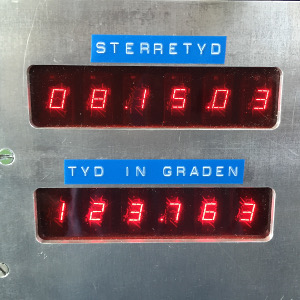 STERRETYD
08.15.03
TYD IN GRADEN
123.763